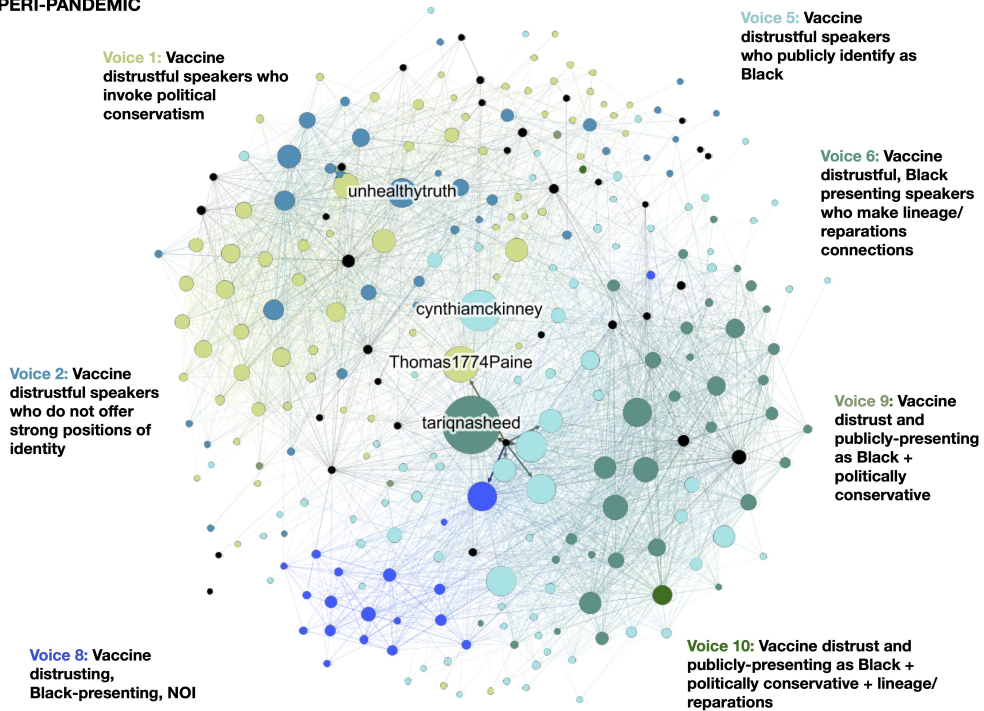 PERI-PANDEMIC
Voice 5: Vaccine
distrustful speakers
who publicly identify as
Black
Voice 1: Vaccine
distrustful speakers who
invoke political
conservatism
Voice 6: Vaccine
distrustful, Black
presenting speakers
who make lineage/
reparations
connections
unhealthytruth
cynthiamckinney
Thomas1774Paine
tariqnasheed
Voice 2: Vaccine
distrustful speakers
who do not offer
strong positions of
identity
Voice 9: Vaccine
distrust and
publicly-presenting
as Black +
politically
conservative
Voice 8: Vaccine
distrusting,
Black-presenting, NOI
Voice 10: Vaccine distrust and
publicly-presenting as Black +
politically conservative + lineage/
reparations